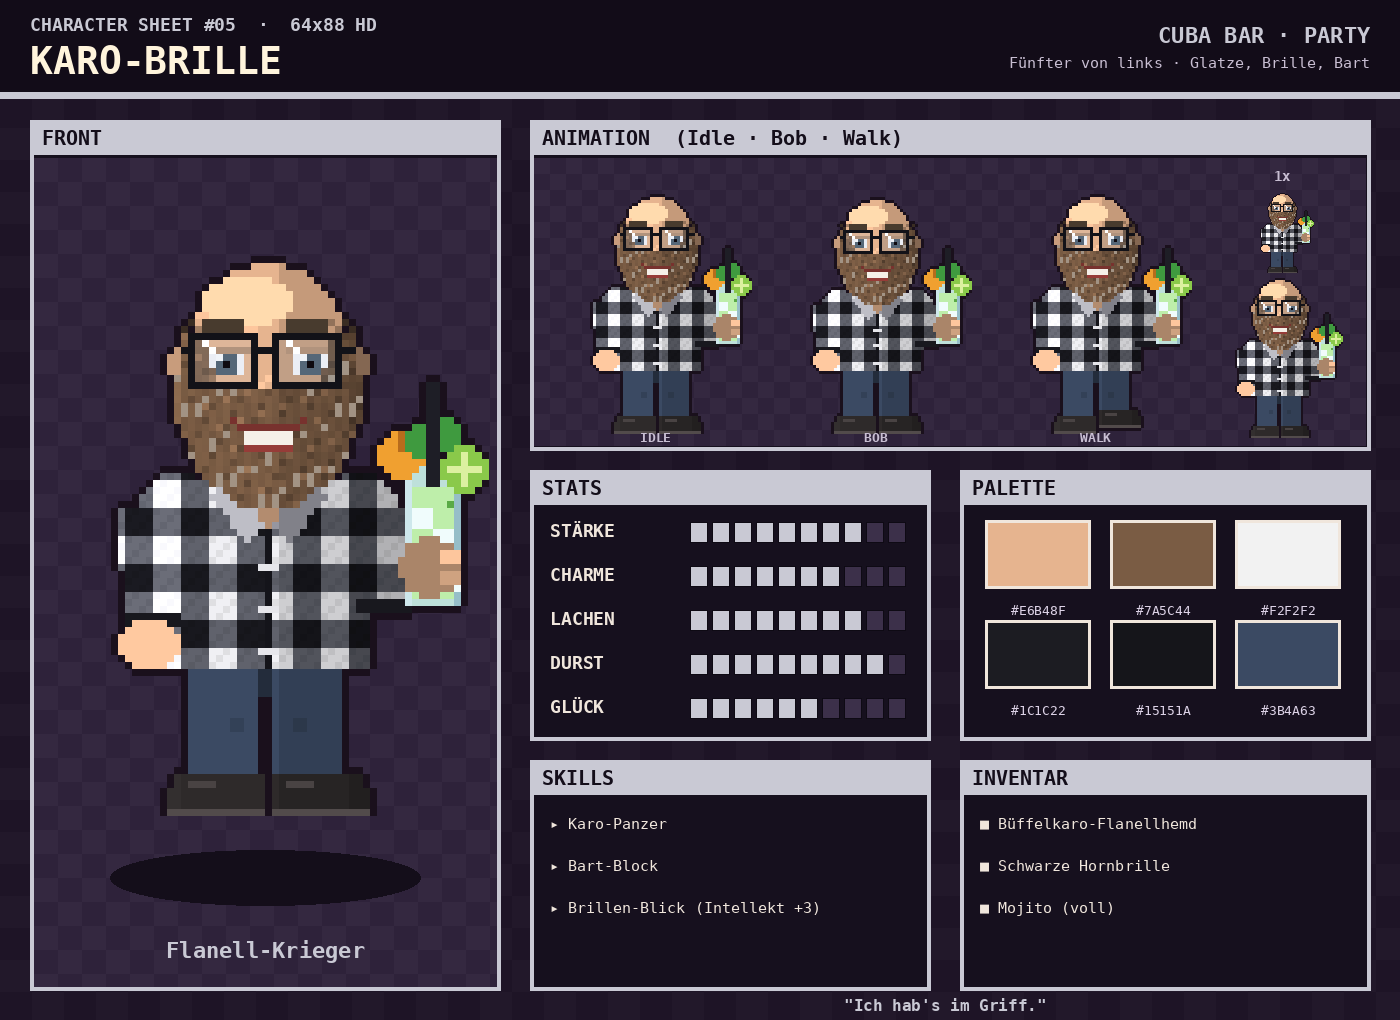 CHARACTER SHEET #05 · 64x88 HD
KARO-BRILLE
CUBA BAR · PARTY
Fünfter von links · Glatze, Brille, Bart
FRONT
Flanell-Krieger
ANIMATION (Idle · Bob · Walk)
1x
IDLE
BOB
WALK
STATS
STÄRKE
CHARME
LACHEN
DURST
GLÜCK
PALETTE
#E6B48F
#7A5C44
#F2F2F2
#1C1C22
#15151A
#3B4A63
SKILLS
▸ Karo-Panzer
▸ Bart-Block
▸ Brillen-Blick (Intellekt +3)
INVENTAR
■ Büffelkaro-Flanellhemd
■ Schwarze Hornbrille
■ Mojito (voll)
"Ich hab's im Griff."